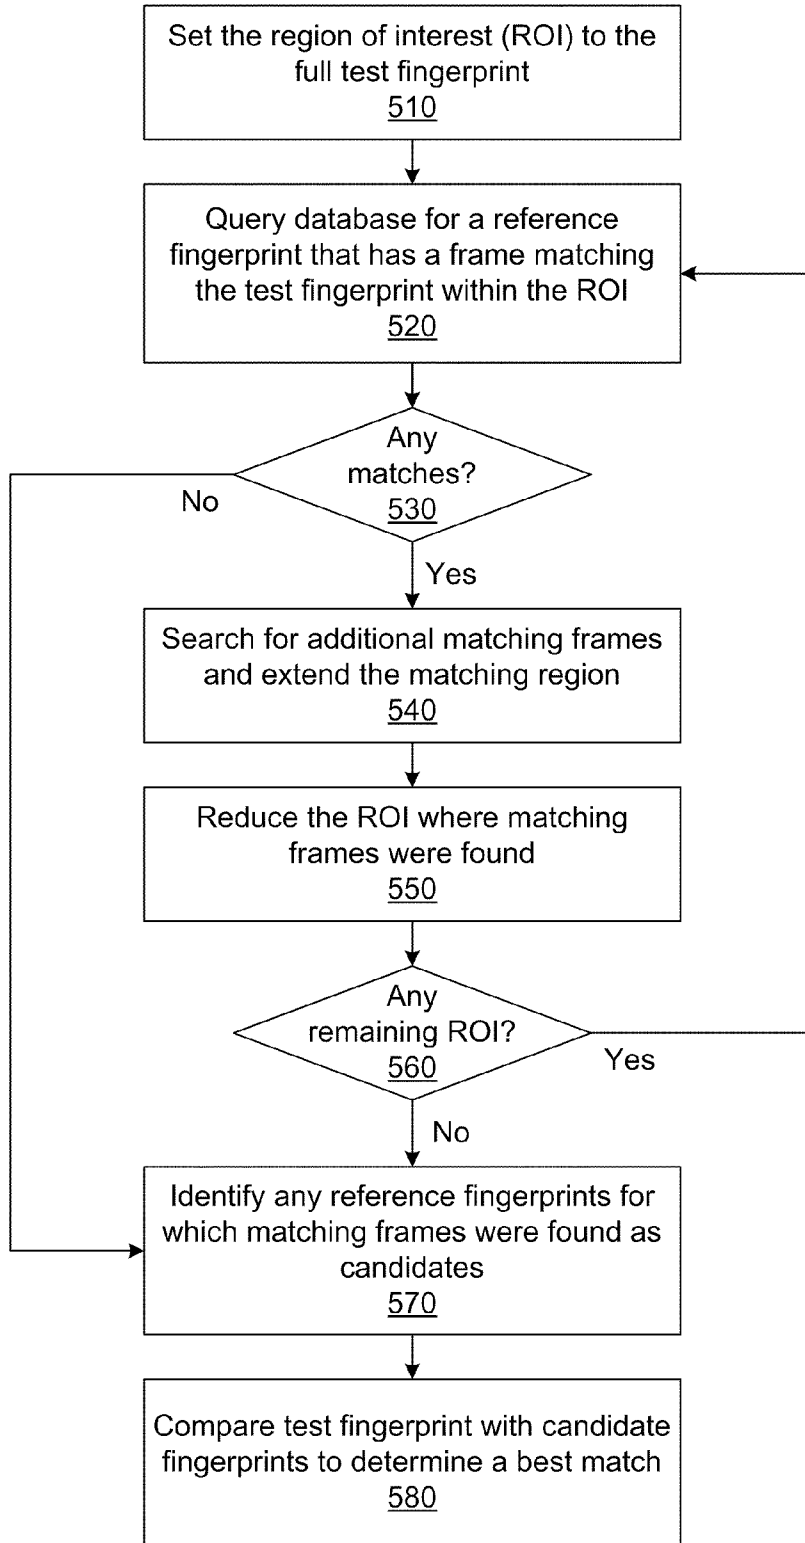 Set the region of interest (ROI) to the
full test fingerprint
510
Query database for a reference
fingerprint that has a frame matching
the test fingerprint within the ROI
520
Any
matches?
530
No
Yes
Search for additional matching frames
and extend the matching region
540
Reduce the ROI where matching
frames were found
550
Any
remaining ROI?
560
Yes
No
Identify any reference fingerprints for
which matching frames were found as
candidates
570
Compare test fingerprint with candidate
fingerprints to determine a best match
580